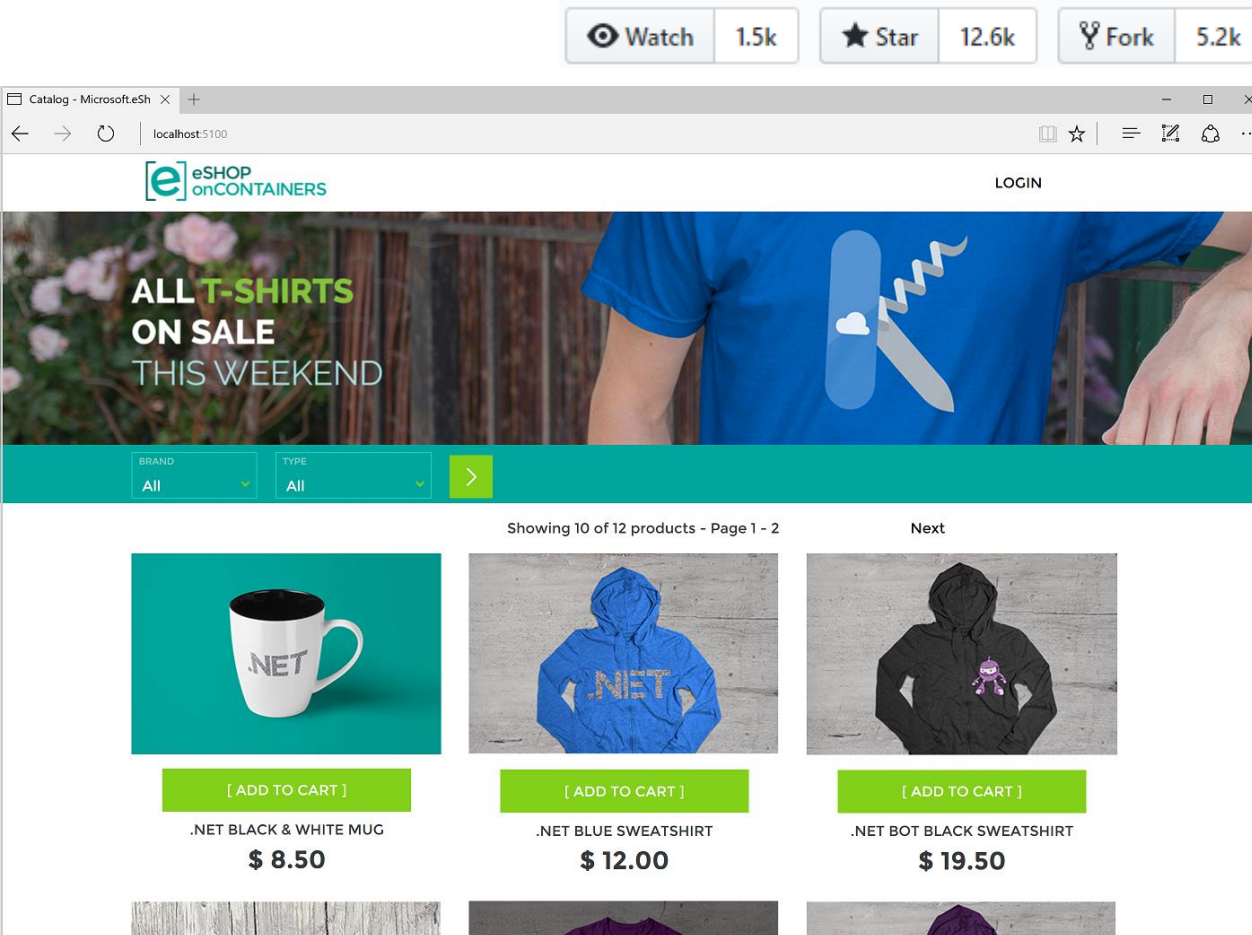 Watch 1.5k Star 12.6k Fork 5.2k
Catalog - Microsoft.eSh
localhost:5100
eSHOP
onCONTAINERS
LOGIN
ALL T-SHIRTS
ON SALE
THIS WEEKEND
BRAND TYPE
All All
Showing 10 of 12 products - Page 1 - 2 Next
.NET .NET
[ ADD TO CART ] [ ADD TO CART ] [ ADD TO CART ]
.NET BLACK & WHITE MUG .NET BLUE SWEATSHIRT .NET BOT BLACK SWEATSHIRT
$ 8.50 $ 12.00 $ 19.50